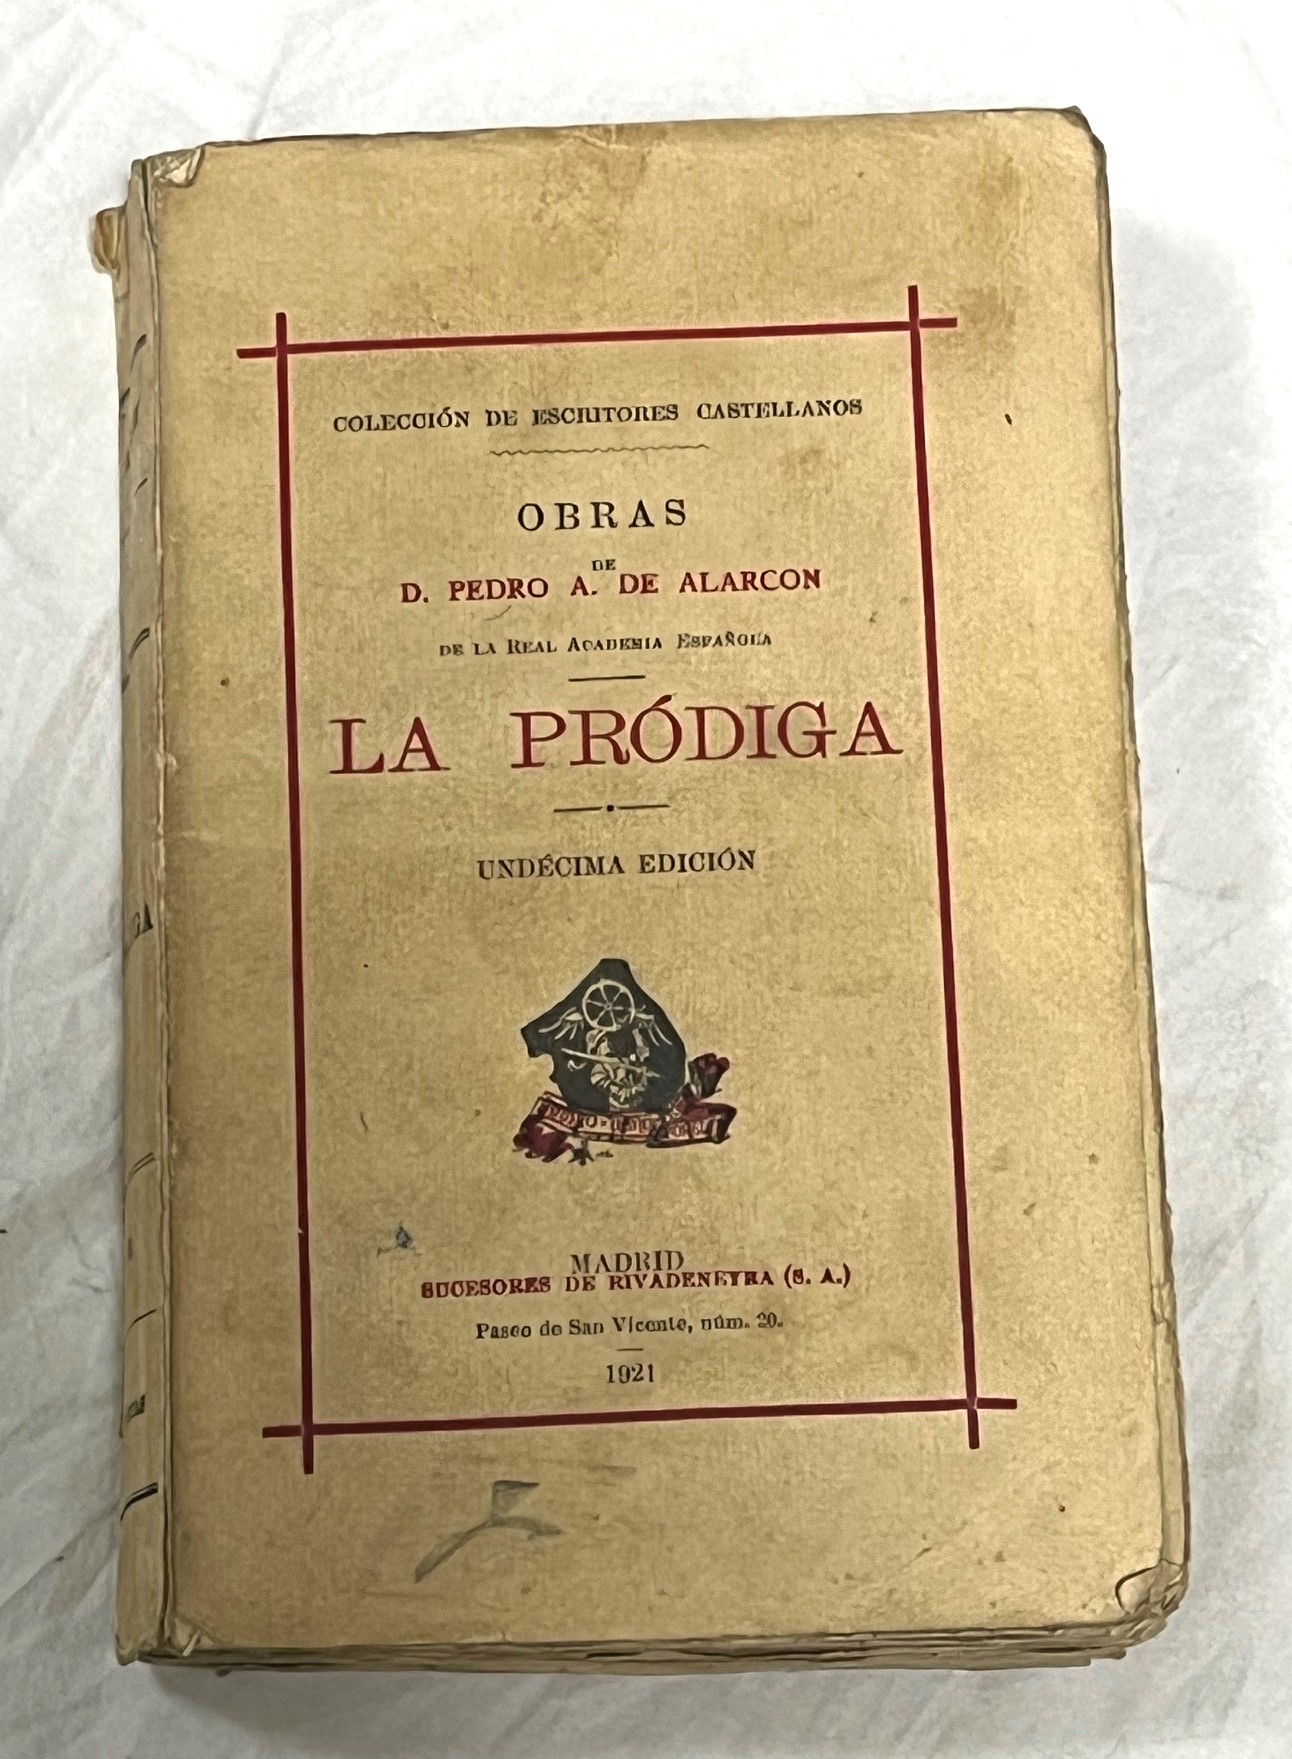 COLECCIÓN DE ESCRITORES CASTELLANOS
OBRAS
DE
D. PEDRO A. DE ALARCON
DE LA REAL ACADEMIA ESPAÑOLA
LA PRÓDIGA
UNDÉCIMA EDICIÓN
MADRID
SUCESORES DE RIVADENEYRA (S. A.)
Paseo de San Vicente, núm. 20.
1921